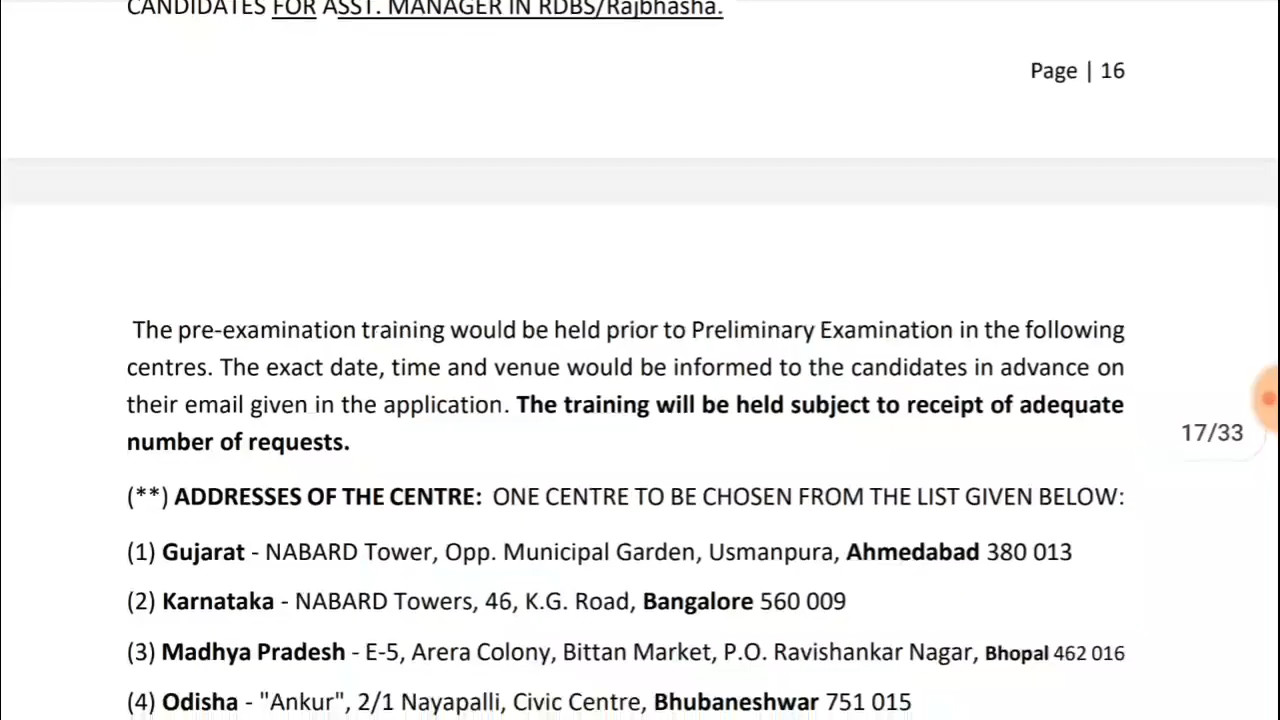 CANDIDATES FOR ASST. MANAGER IN RDBS/Rajbhasha.
Page | 16
The pre-examination training would be held prior to Preliminary Examination in the following
centres. The exact date, time and venue would be informed to the candidates in advance on
their email given in the application. The training will be held subject to receipt of adequate
number of requests.
17/33
(**) ADDRESSES OF THE CENTRE: ONE CENTRE TO BE CHOSEN FROM THE LIST GIVEN BELOW:
(1) Gujarat - NABARD Tower, Opp. Municipal Garden, Usmanpura, Ahmedabad 380 013
(2) Karnataka - NABARD Towers, 46, K.G. Road, Bangalore 560 009
(3) Madhya Pradesh - E-5, Arera Colony, Bittan Market, P.O. Ravishankar Nagar, Bhopal 462 016
(4) Odisha - "Ankur", 2/1 Nayapalli, Civic Centre, Bhubaneshwar 751 015